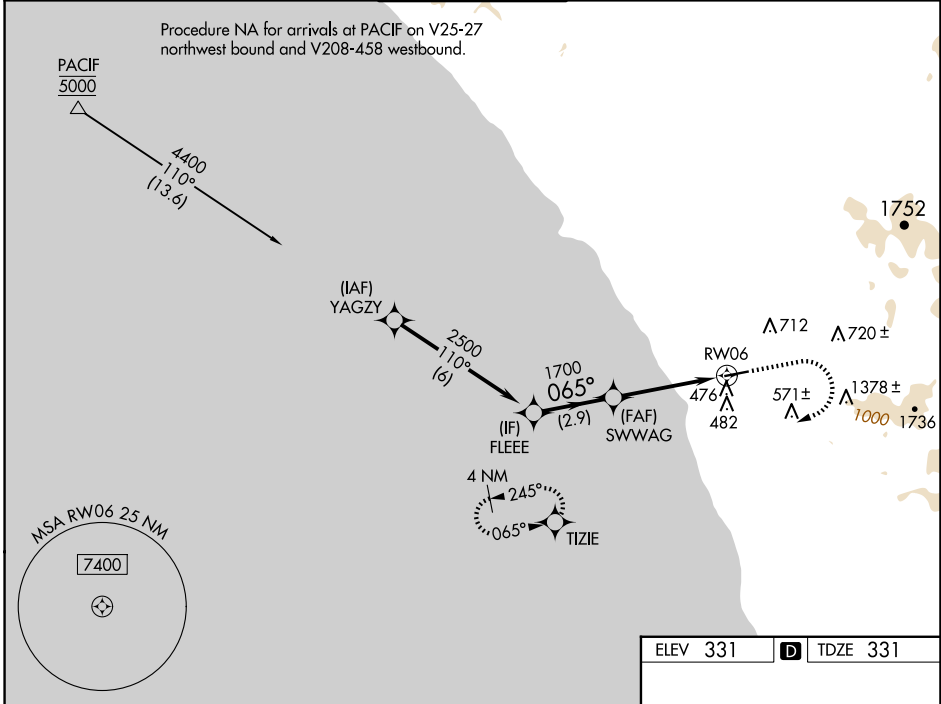 Procedure NA for arrivals at PACIF on V25-27
northwest bound and V208-458 westbound.
PACIF
5000
4400
110°
(13.6)
1752
(IAF)
YAGZY
2500
110°
(6)
712
720 ±
RW06
1700
065°
(2.9)
476
482
571±
1378 ±
1000
1736
(IF)
FLEEE
(FAF)
SWWAG
4 NM
245°
065°
TIZIE
MSA RW06 25 NM
7400
ELEV 331
D
TDZE 331